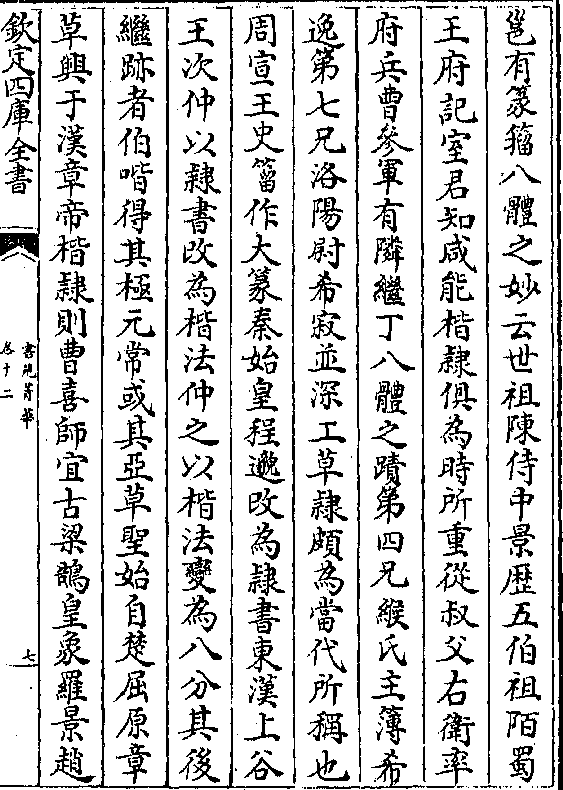 邕有篆籕八體之妙云世祖陳侍中景歴五伯祖陌蜀
王府記室君知咸能楷隷俱為時所重從叔父右衛率
府兵曹參軍有隣繼丁八體之蹟第四兄緱氏主簿希
逸第七兄洛陽尉希寂並深工草隷頗為當代所稱也
周宣王史籀作大篆秦始皇程邈改為隷書東漢上谷
王次仲以隷書改為楷法仲之以楷法變為八分其後
繼跡者伯喈得其極元常或其亞草聖始自楚屈原章
草興于漢章帝楷隷則曹喜師宜古梁鵠皇象羅景趙
欽定四庫全書
書苑菁華
卷十二
七